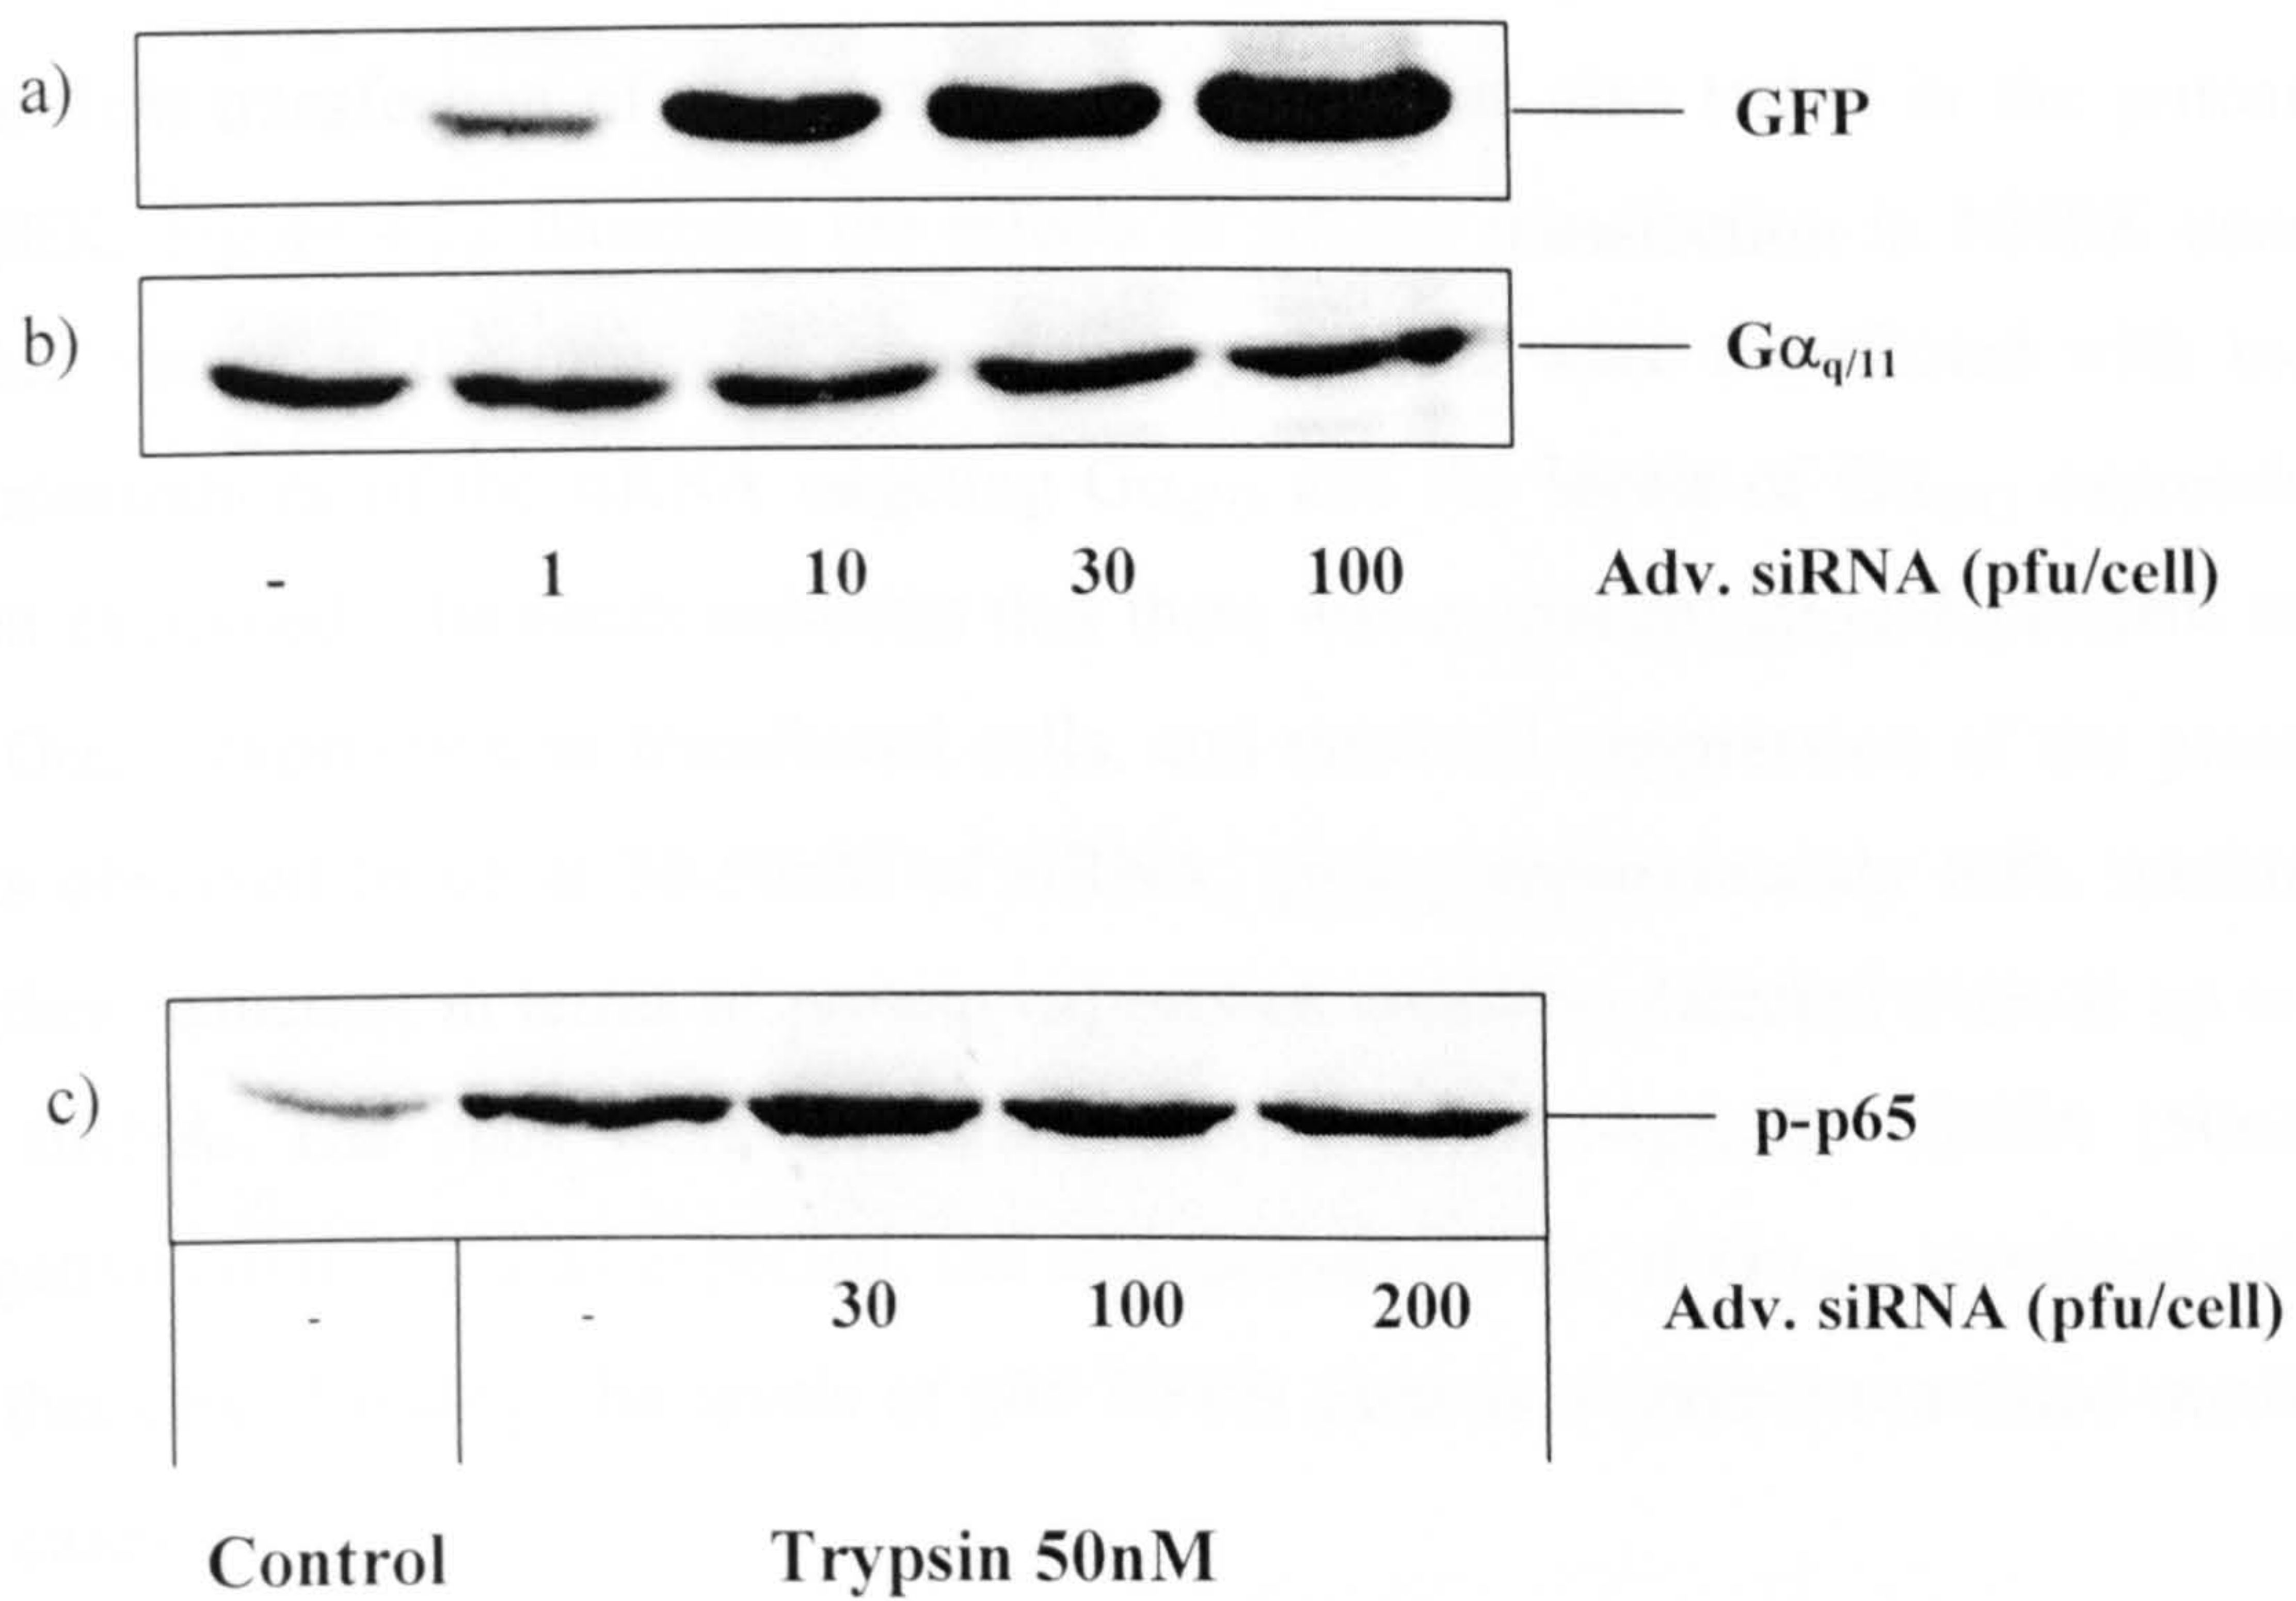 a) GFP
b) Gαq/11
- 1 10 30 100 Adv. siRNA (pfu/cell)
c) p-p65
- - 30 100 200 Adv. siRNA (pfu/cell)
Control Trypsin 50nM